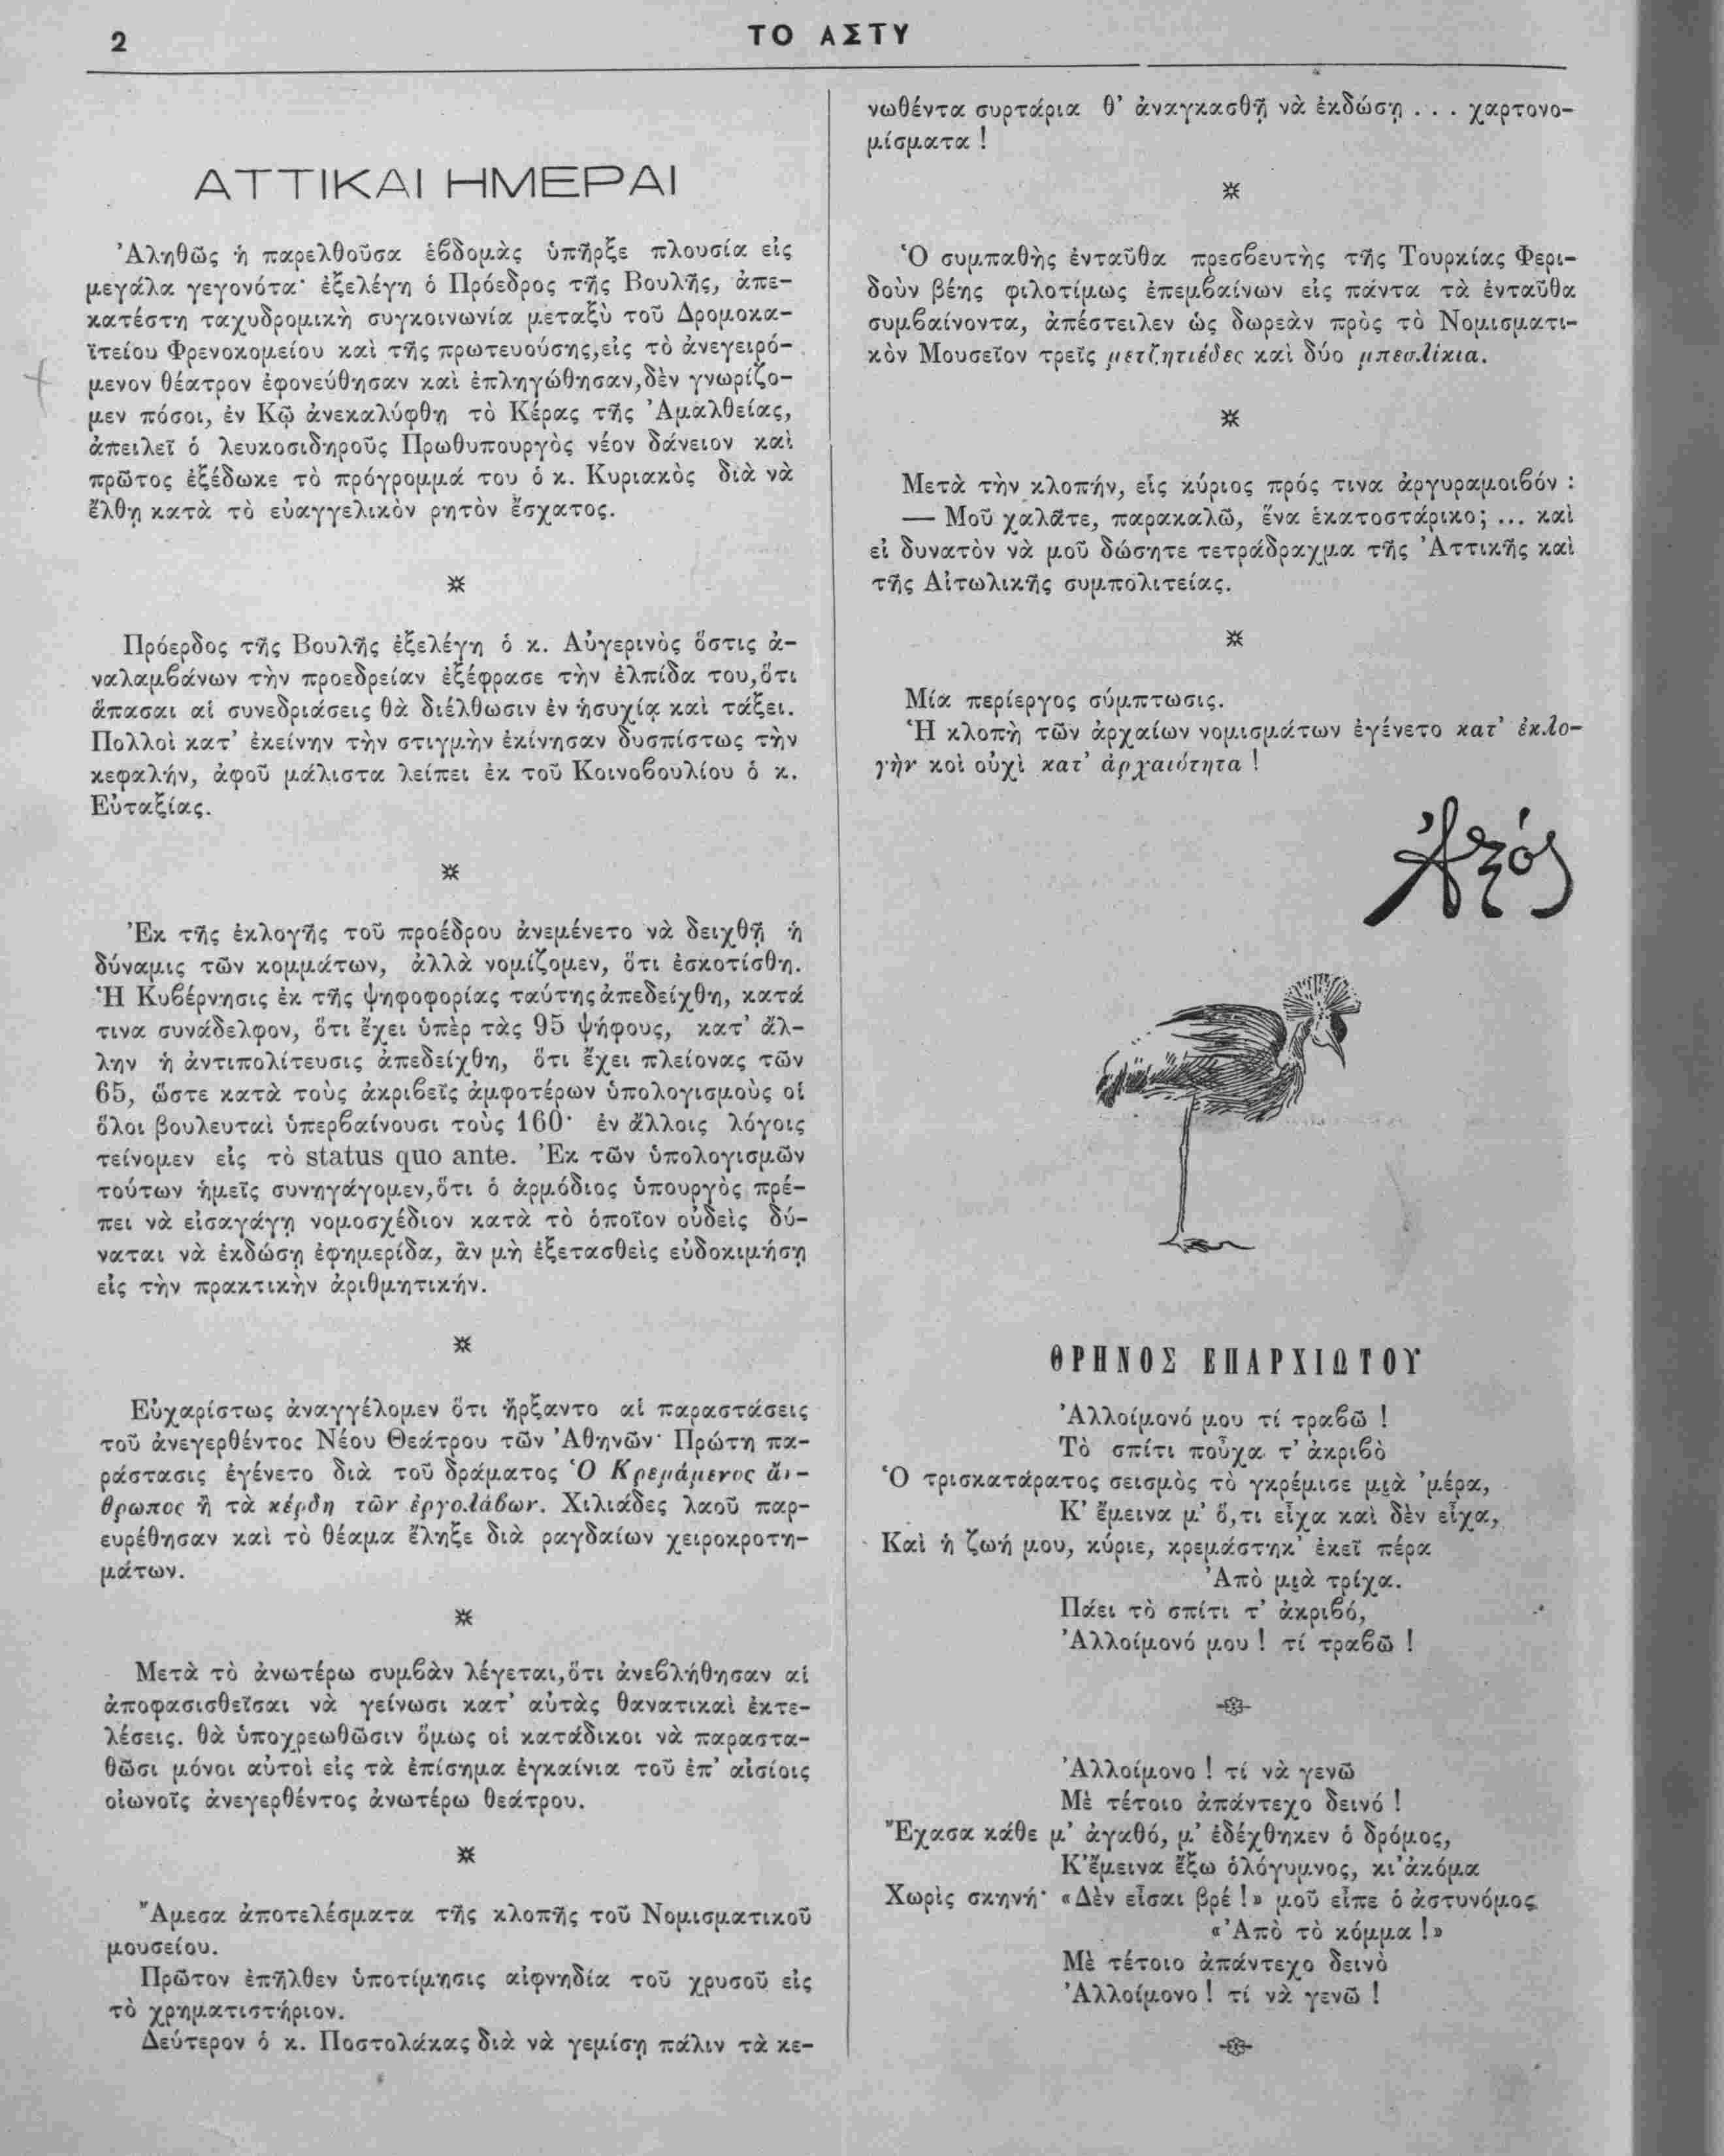 2
ΤΟ ΑΣΤΥ
ΑΤΤΙΚΑΙ ΗΜΕΡΑΙ
Ἀληθῶς ἡ παρελθοῦσα ἑβδομὰς ὑπῆρξε πλουσία εἰς
μεγάλα γεγονότα· ἐξελέγη ὁ Πρόεδρος τῆς Βουλῆς, ἀπε-
κατέστη ταχυδρομικὴ συγκοινωνία μεταξὺ τοῦ Δρομοκα-
ϊτείου Φρενοκομείου καὶ τῆς πρωτευούσης, εἰς τὸ ἀνεγειρό-
μενον θέατρον ἐφονεύθησαν καὶ ἐπληγώθησαν, δὲν γνωρίζο-
μεν πόσοι, ἐν Κῷ ἀνεκαλύφθη τὸ Κέρας τῆς Ἀμαλθείας,
ἀπειλεῖ ὁ λευκοσιδηροῦς Πρωθυπουργὸς νέον δάνειον καὶ
πρῶτος ἐξέδωκε τὸ πρόγρομμά του ὁ κ. Κυριακὸς διὰ νὰ
ἔλθῃ κατὰ τὸ εὐαγγελικὸν ρητὸν ἔσχατος.
Πρόερδος τῆς Βουλῆς ἐξελέγη ὁ κ. Αὐγερινὸς ὅστις ἀ-
ναλαμβάνων τὴν προεδρείαν ἐξέφρασε τὴν ἐλπίδα του, ὅτι
ἅπασαι αἱ συνεδριάσεις θὰ διέλθωσιν ἐν ἡσυχίᾳ καὶ τάξει.
Πολλοὶ κατ' ἐκείνην τὴν στιγμὴν ἐκίνησαν δυσπίστως τὴν
κεφαλήν, ἀφοῦ μάλιστα λείπει ἐκ τοῦ Κοινοβουλίου ὁ κ.
Εὐταξίας.
Ἐκ τῆς ἐκλογῆς τοῦ προέδρου ἀνεμένετο νὰ δειχθῇ ἡ
δύναμις τῶν κομμάτων, ἀλλὰ νομίζομεν, ὅτι ἐσκοτίσθη.
Ἡ Κυβέρνησις ἐκ τῆς ψηφοφορίας ταύτης ἀπεδείχθη, κατά
τινα συνάδελφον, ὅτι ἔχει ὑπὲρ τὰς 95 ψήφους, κατ' ἄλ-
λην ἡ ἀντιπολίτευσις ἀπεδείχθη, ὅτι ἔχει πλείονας τῶν
65, ὥστε κατὰ τοὺς ἀκριβεῖς ἀμφοτέρων ὑπολογισμοὺς οἱ
ὅλοι βουλευταὶ ὑπερβαίνουσι τοὺς 160· ἐν ἄλλοις λόγοις
τείνομεν εἰς τὸ status quo ante. Ἐκ τῶν ὑπολογισμῶν
τούτων ἡμεῖς συνηγάγομεν, ὅτι ὁ ἁρμόδιος ὑπουργὸς πρέ-
πει νὰ εἰσαγάγῃ νομοσχέδιον κατὰ τὸ ὁποῖον οὐδεὶς δύ-
ναται νὰ ἐκδώσῃ ἐφημερίδα, ἂν μὴ ἐξετασθεὶς εὐδοκιμήσῃ
εἰς τὴν πρακτικὴν ἀριθμητικήν.
Εὐχαρίστως ἀναγγέλομεν ὅτι ἤρξαντο αἱ παραστάσεις
τοῦ ἀνεγερθέντος Νέου Θεάτρου τῶν Ἀθηνῶν· Πρώτη πα-
ράστασις ἐγένετο διὰ τοῦ δράματος Ὁ Κρεμάμενος ἄν-
θρωπος ἢ τὰ κέρδη τῶν ἐργολάβων. Χιλιάδες λαοῦ παρ-
ευρέθησαν καὶ τὸ θέαμα ἔληξε διὰ ραγδαίων χειροκροτη-
μάτων.
Μετὰ τὸ ἀνωτέρω συμβὰν λέγεται, ὅτι ἀνεβλήθησαν αἱ
ἀποφασισθεῖσαι νὰ γείνωσι κατ' αὐτὰς θανατικαὶ ἐκτε-
λέσεις. θὰ ὑποχρεωθῶσιν ὅμως οἱ κατάδικοι νὰ παραστα-
θῶσι μόνοι αὐτοὶ εἰς τὰ ἐπίσημα ἐγκαίνια τοῦ ἐπ' αἰσίοις
οἰωνοῖς ἀνεγερθέντος ἀνωτέρω θεάτρου.
Ἄμεσα ἀποτελέσματα τῆς κλοπῆς τοῦ Νομισματικοῦ
μουσείου.
Πρῶτον ἐπῆλθεν ὑποτίμησις αἰφνηδία τοῦ χρυσοῦ εἰς
τὸ χρηματιστήριον.
Δεύτερον ὁ κ. Ποστολάκας διὰ νὰ γεμίσῃ πάλιν τὰ κε-
νωθέντα συρτάρια θ' ἀναγκασθῇ νὰ ἐκδώσῃ . . . χαρτονο-
μίσματα !
Ὁ συμπαθὴς ἐνταῦθα πρεσβευτὴς τῆς Τουρκίας Φερι-
δοὺν βέης φιλοτίμως ἐπεμβαίνων εἰς πάντα τὰ ἐνταῦθα
συμβαίνοντα, ἀπέστειλεν ὡς δωρεὰν πρὸς τὸ Νομισματι-
κὸν Μουσεῖον τρεῖς μετζητιέδες καὶ δύο μπεσλίκια.
Μετὰ τὴν κλοπήν, εἷς κύριος πρός τινα ἀργυραμοιβόν :
— Μοῦ χαλᾶτε, παρακαλῶ, ἕνα ἑκατοστάρικο; ... καὶ
εἰ δυνατὸν νὰ μοῦ δώσητε τετράδραχμα τῆς Ἀττικῆς καὶ
τῆς Αἰτωλικῆς συμπολιτείας.
Μία περίεργος σύμπτωσις.
Ἡ κλοπὴ τῶν ἀρχαίων νομισμάτων ἐγένετο κατ' ἐκλο-
γὴν κοὶ οὐχὶ κατ' ἀρχαιότητα !
ΘΡΗΝΟΣ ΕΠΑΡΧΙΩΤΟΥ
Ἀλλοίμονό μου τί τραβῶ !
Τὸ σπίτι ποὖχα τ' ἀκριβὸ
Ὁ τρισκατάρατος σεισμὸς τὸ γκρέμισε μιὰ 'μέρα,
Κ' ἔμεινα μ' ὅ,τι εἶχα καὶ δὲν εἶχα,
Καὶ ἡ ζωή μου, κύριε, κρεμάστηκ' ἐκεῖ πέρα
Ἀπὸ μιὰ τρίχα.
Πάει τὸ σπίτι τ' ἀκριβό,
Ἀλλοίμονό μου ! τί τραβῶ !
Ἀλλοίμονο ! τί νὰ γενῶ
Μὲ τέτοιο ἀπάντεχο δεινό !
Ἔχασα κάθε μ' ἀγαθό, μ' ἐδέχθηκεν ὁ δρόμος,
Κ' ἔμεινα ἔξω ὁλόγυμνος, κι' ἀκόμα
Χωρὶς σκηνή· «Δὲν εἶσαι βρέ !» μοῦ εἶπε ὁ ἀστυνόμος
«Ἀπὸ τὸ κόμμα !»
Μὲ τέτοιο ἀπάντεχο δεινὸ
Ἀλλοίμονο ! τί νὰ γενῶ !